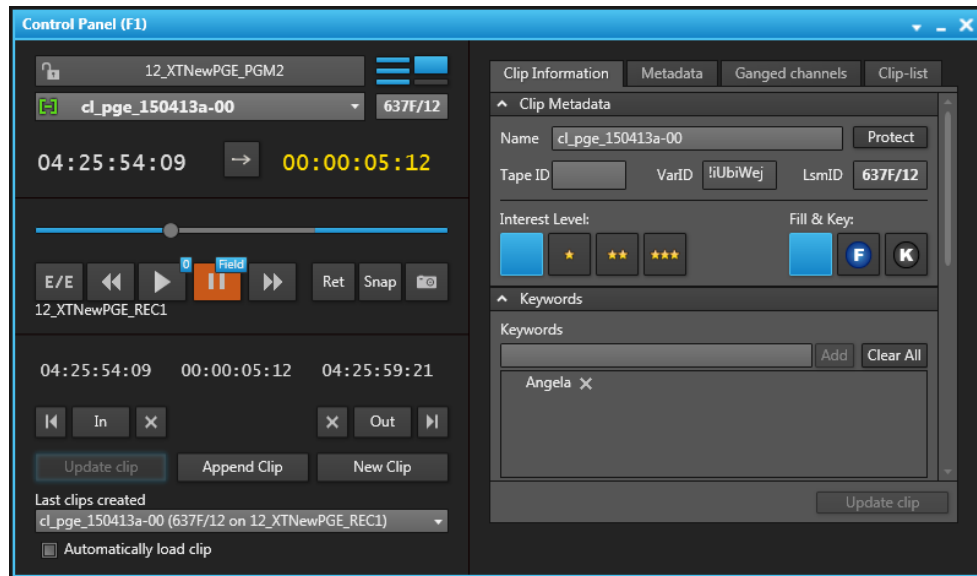 Control Panel (F1)
12_XTNewPGE_PGM2
cl_pge_150413a-00 637F/12
04:25:54:09 → 00:00:05:12
0 Field
E/E Ret Snap
12_XTNewPGE_REC1
04:25:54:09 00:00:05:12 04:25:59:21
In Out
Update clip Append Clip New Clip
Last clips created
cl_pge_150413a-00 (637F/12 on 12_XTNewPGE_REC1)
Automatically load clip
Clip Information Metadata Ganged channels Clip-list
Clip Metadata
Name cl_pge_150413a-00 Protect
Tape ID VarID !iUbiWej LsmID 637F/12
Interest Level: Fill & Key:
F K
Keywords
Keywords
Add Clear All
Angela
Update clip